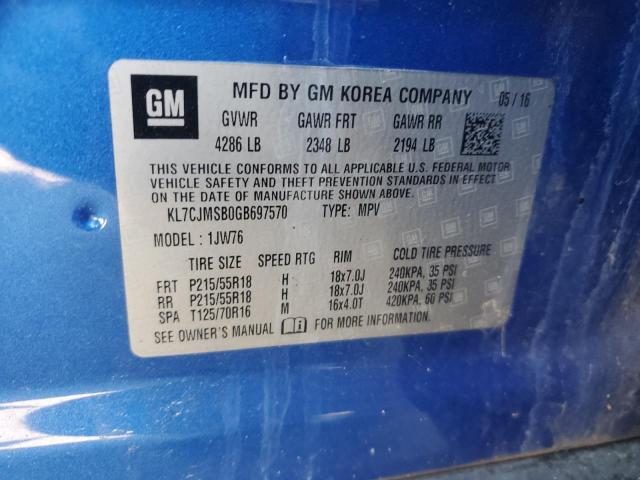 GM
MFD BY GM KOREA COMPANY 05/16
GVWR GAWR FRT GAWR RR
4286 LB 2348 LB 2194 LB
THIS VEHICLE CONFORMS TO ALL APPLICABLE U.S. FEDERAL MOTOR
VEHICLE SAFETY AND THEFT PREVENTION STANDARDS IN EFFECT
ON THE DATE OF MANUFACTURE SHOWN ABOVE.
KL7CJMSB0GB697570 TYPE: MPV
MODEL : 1JW76
TIRE SIZE SPEED RTG RIM COLD TIRE PRESSURE
FRT P215/55R18 H 18x7.0J 240KPA, 35 PSI
RR P215/55R18 H 18x7.0J 240KPA, 35 PSI
SPA T125/70R16 M 16x4.0T 420KPA, 60 PSI
SEE OWNER'S MANUAL FOR MORE INFORMATION.